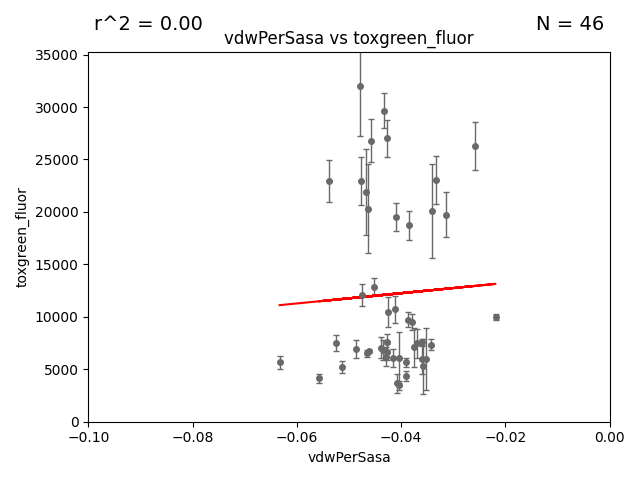 r^2 = 0.00
N = 46
vdwPerSasa vs toxgreen_fluor
35000
30000
25000
20000
15000
10000
5000
0
toxgreen_fluor
−0.10
−0.08
−0.06
−0.04
−0.02
0.00
vdwPerSasa